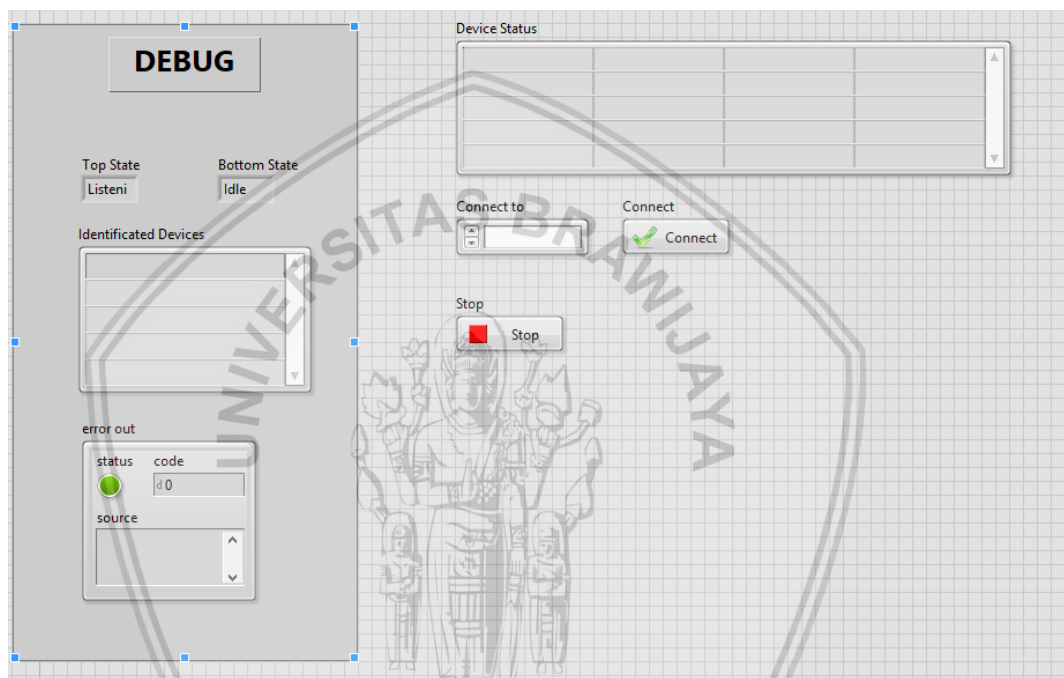 DEBUG
Top State
Bottom State
Listeni
Idle
Identificated Devices
error out
status
code
d 0
source
Device Status
Connect to
Connect
Connect
Stop
Stop
UNIVERSITAS BRAWIJAYA